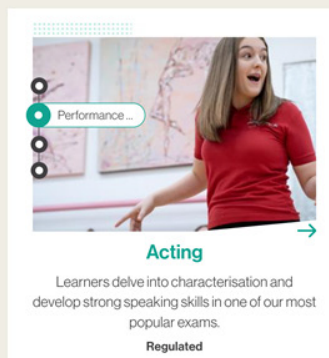 Performance ...
Acting
Learners delve into characterisation and
develop strong speaking skills in one of our most
popular exams.
Regulated